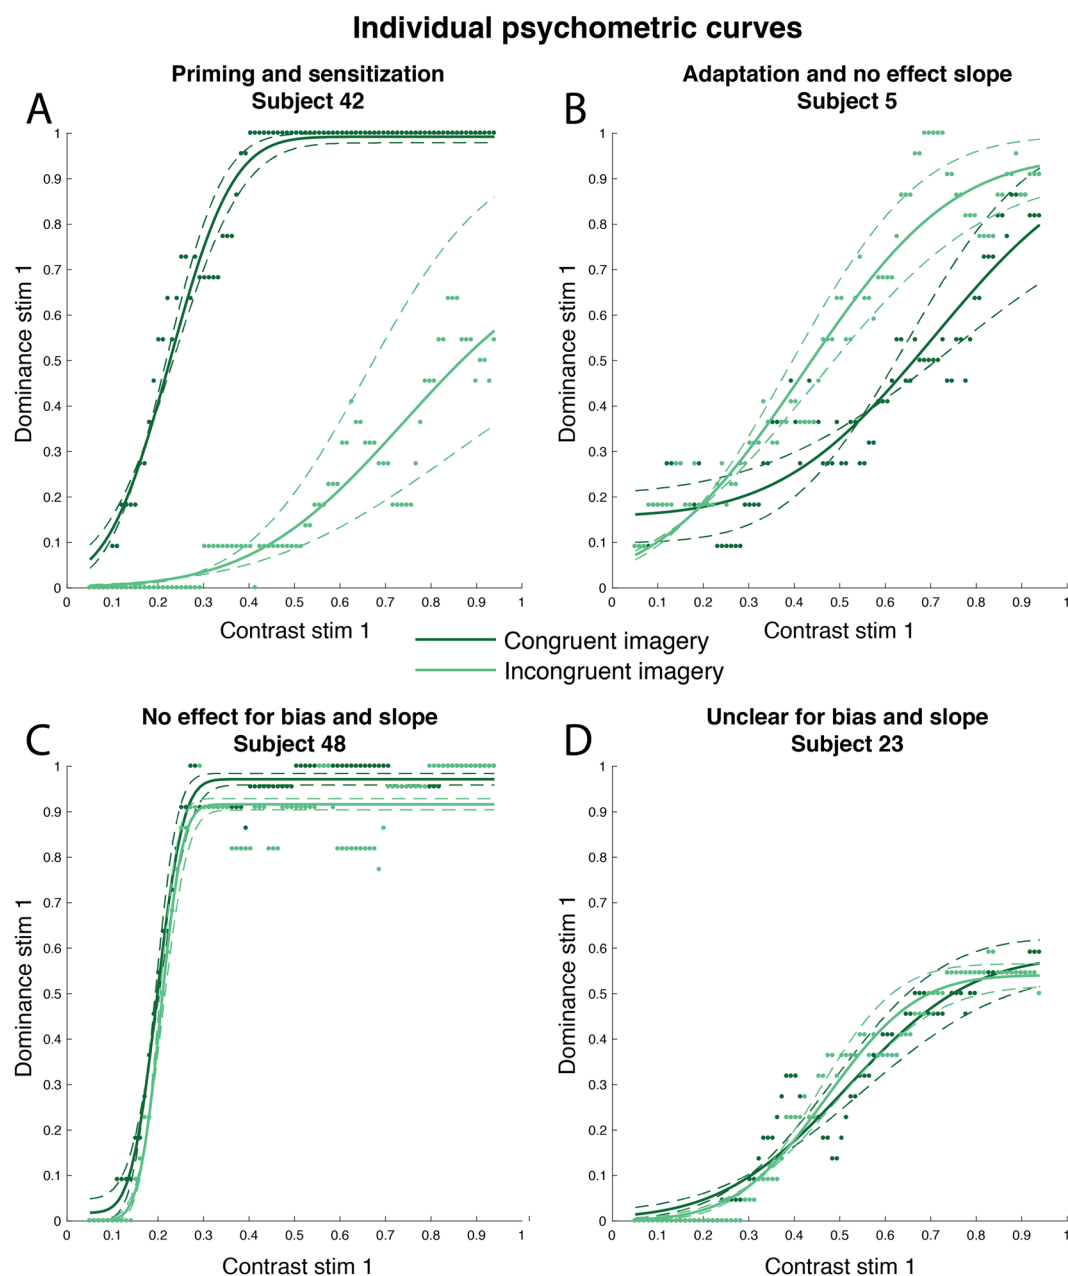 Individual psychometric curves
A
Priming and sensitization
Subject 42
1
0.9
0.8
0.7
0.6
0.5
0.4
0.3
0.2
0.1
0
Dominance stim 1
0 0.1 0.2 0.3 0.4 0.5 0.6 0.7 0.8 0.9 1
Contrast stim 1
B
Adaptation and no effect slope
Subject 5
1
0.9
0.8
0.7
0.6
0.5
0.4
0.3
0.2
0.1
0
Dominance stim 1
0 0.1 0.2 0.3 0.4 0.5 0.6 0.7 0.8 0.9 1
Contrast stim 1
Congruent imagery
Incongruent imagery
C
No effect for bias and slope
Subject 48
1
0.9
0.8
0.7
0.6
0.5
0.4
0.3
0.2
0.1
0
Dominance stim 1
0 0.1 0.2 0.3 0.4 0.5 0.6 0.7 0.8 0.9 1
Contrast stim 1
D
Unclear for bias and slope
Subject 23
1
0.9
0.8
0.7
0.6
0.5
0.4
0.3
0.2
0.1
0
Dominance stim 1
0 0.1 0.2 0.3 0.4 0.5 0.6 0.7 0.8 0.9 1
Contrast stim 1